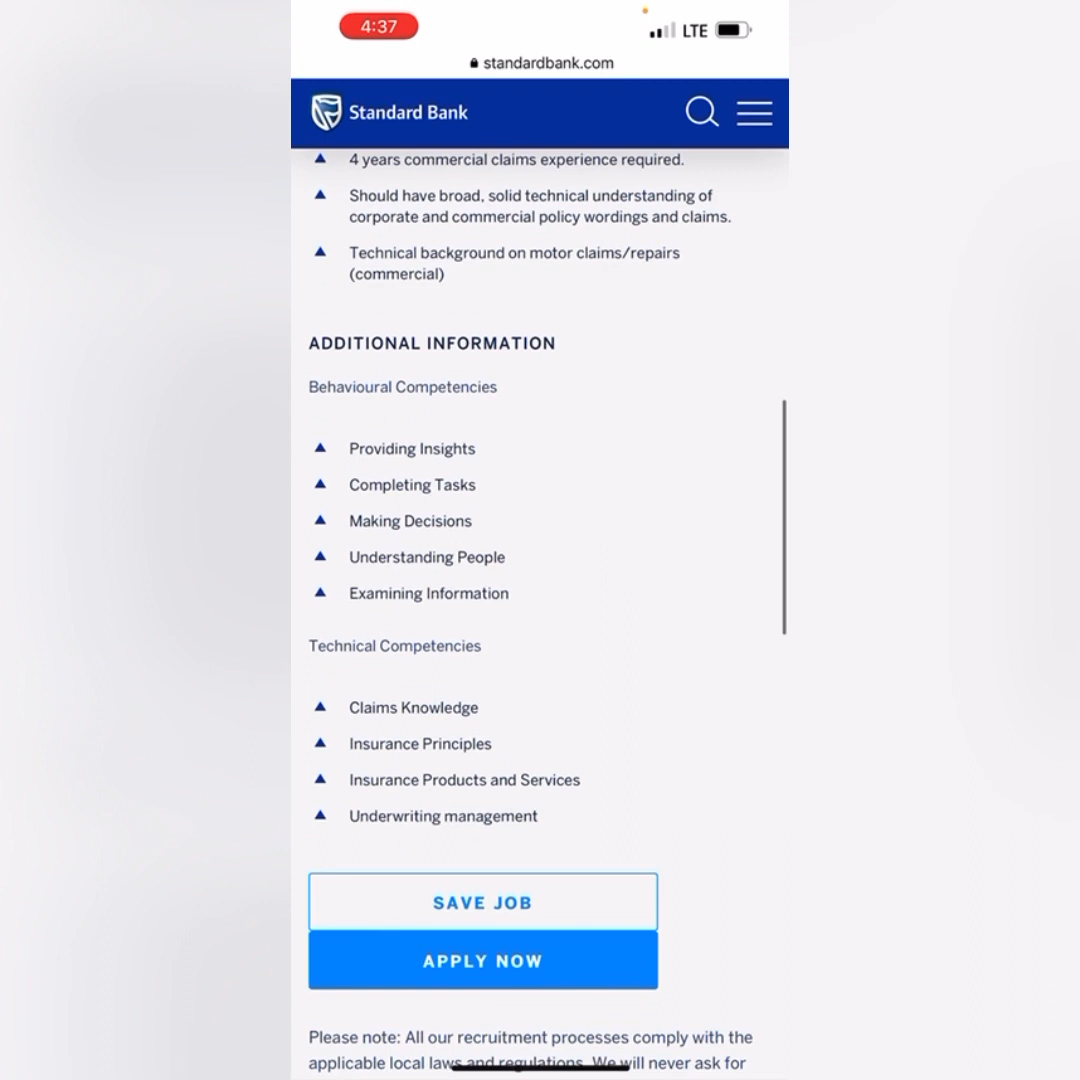 4:37
LTE
standardbank.com
Standard Bank
4 years commercial claims experience required.
Should have broad, solid technical understanding of
corporate and commercial policy wordings and claims.
Technical background on motor claims/repairs
(commercial)
ADDITIONAL INFORMATION
Behavioural Competencies
Providing Insights
Completing Tasks
Making Decisions
Understanding People
Examining Information
Technical Competencies
Claims Knowledge
Insurance Principles
Insurance Products and Services
Underwriting management
SAVE JOB
APPLY NOW
Please note: All our recruitment processes comply with the
applicable local laws and regulations. We will never ask for